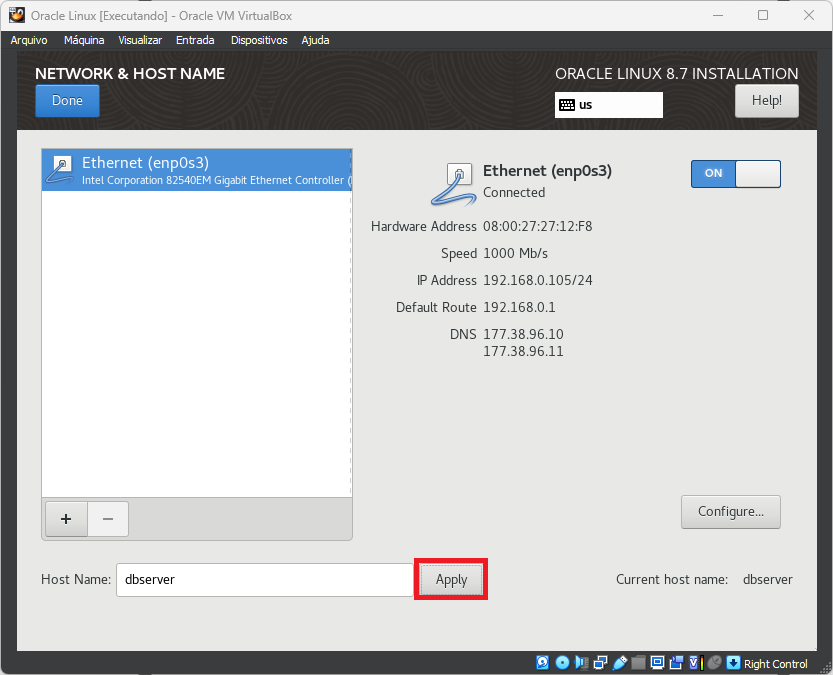 Oracle Linux [Executando] - Oracle VM VirtualBox
Arquivo Máquina Visualizar Entrada Dispositivos Ajuda
NETWORK & HOST NAME
ORACLE LINUX 8.7 INSTALLATION
Done
us
Help!
Ethernet (enp0s3)
Intel Corporation 82540EM Gigabit Ethernet Controller (
Ethernet (enp0s3)
Connected
ON
Hardware Address 08:00:27:27:12:F8
Speed 1000 Mb/s
IP Address 192.168.0.105/24
Default Route 192.168.0.1
DNS 177.38.96.10
177.38.96.11
+ −
Configure...
Host Name: dbserver Apply Current host name: dbserver
Right Control